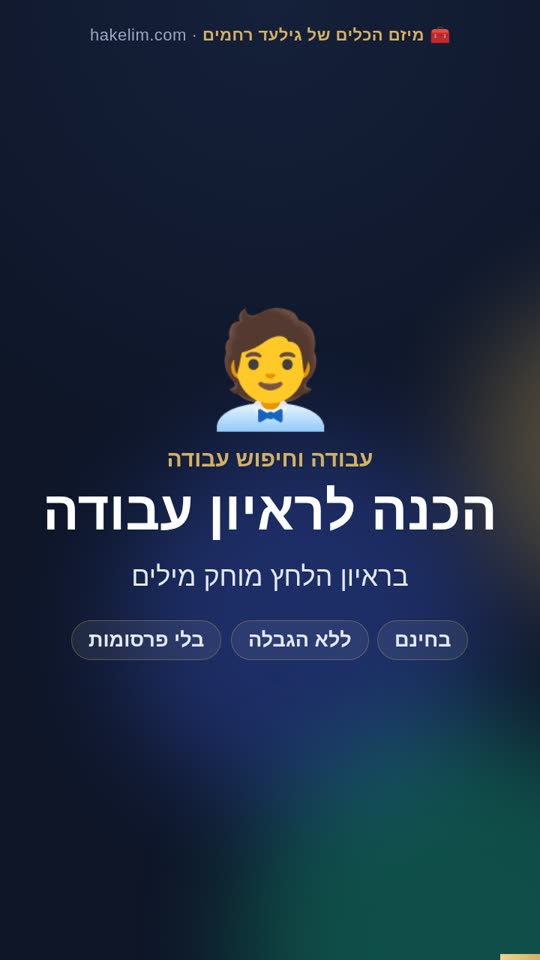 🧰 מיזם הכלים של גילעד רחמים · hakelim.com
עבודה וחיפוש עבודה
הכנה לראיון עבודה
בראיון הלחץ מוחק מילים
בחינם
ללא הגבלה
בלי פרסומות